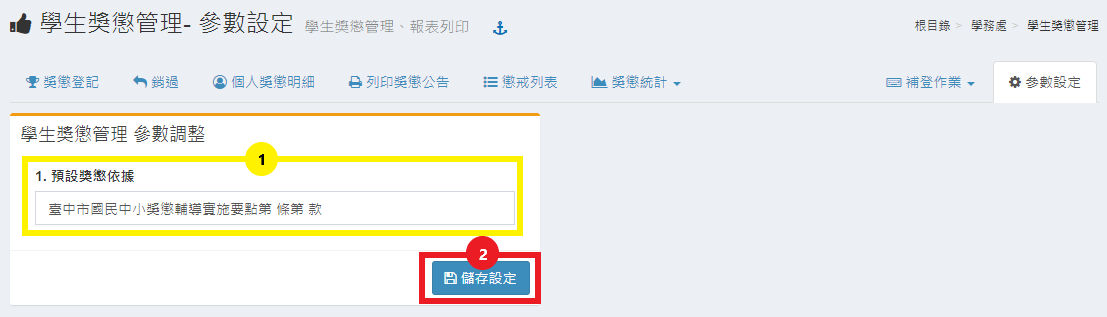 學生獎懲管理- 參數設定 學生獎懲管理、報表列印
根目錄 > 學務處 > 學生獎懲管理
獎懲登記 銷過 個人獎懲明細 列印獎懲公告 懲戒列表 獎懲統計 補登作業 參數設定
學生獎懲管理 參數調整
1
1. 預設獎懲依據
臺中市國民中小獎懲輔導實施要點第 條第 款
2
儲存設定